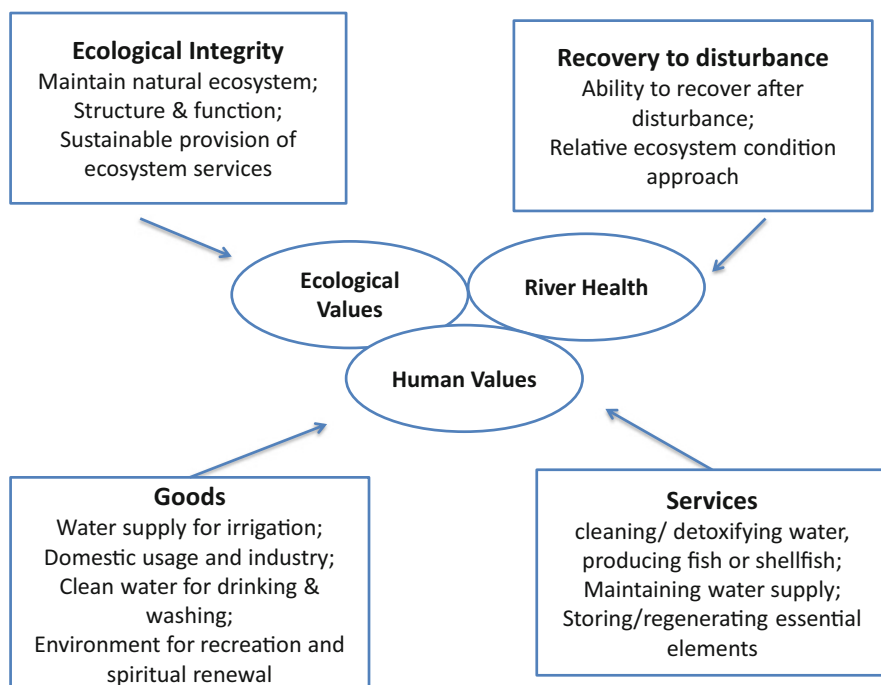 Ecological Integrity
Maintain natural ecosystem;
Structure & function;
Sustainable provision of
ecosystem services
Recovery to disturbance
Ability to recover after
disturbance;
Relative ecosystem condition
approach
Ecological
Values
River Health
Human Values
Goods
Water supply for irrigation;
Domestic usage and industry;
Clean water for drinking &
washing;
Environment for recreation and
spiritual renewal
Services
cleaning/ detoxifying water,
producing fish or shellfish;
Maintaining water supply;
Storing/regenerating essential
elements